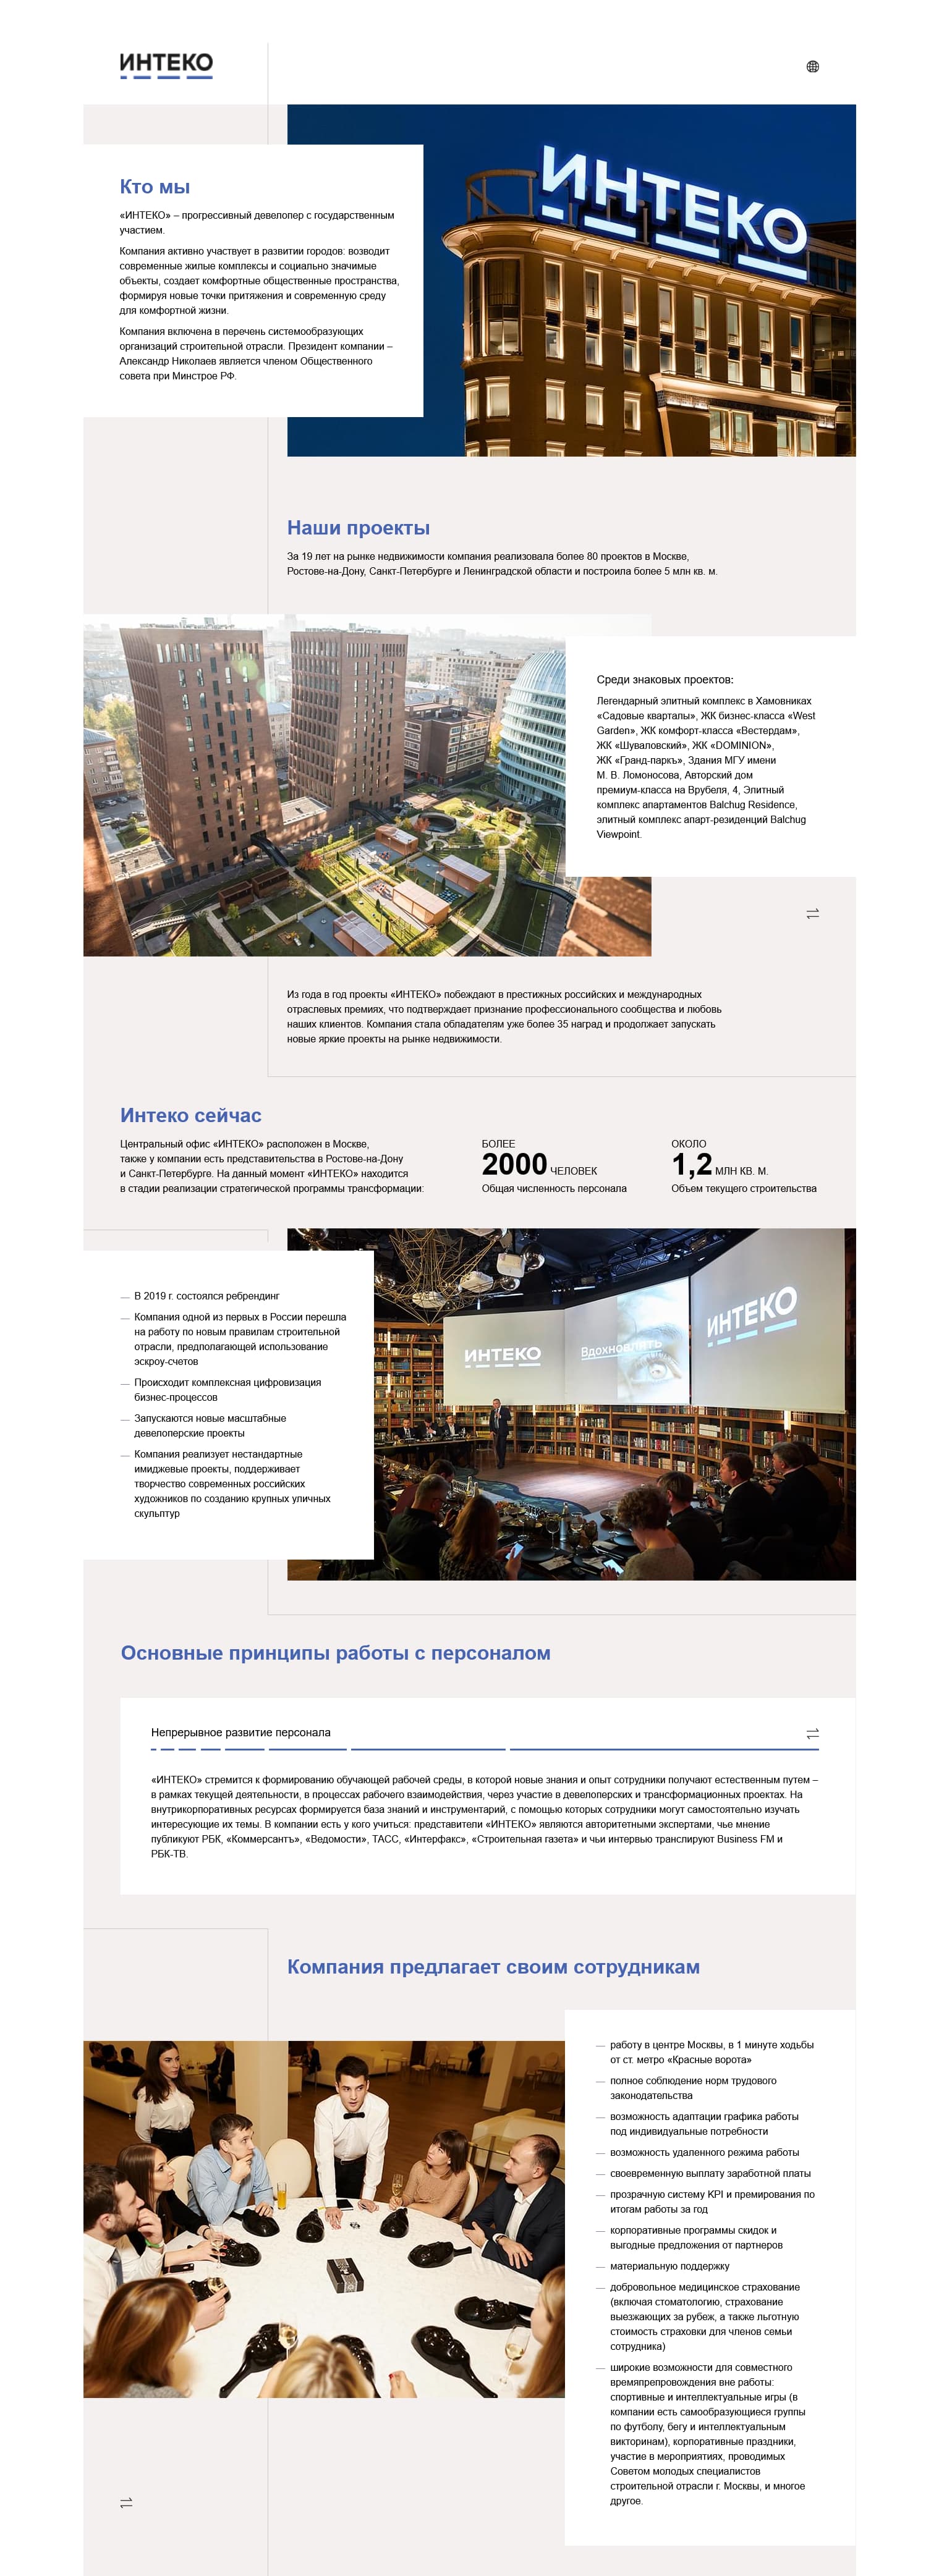 ИНТЕКО
Кто мы
«ИНТЕКО» – прогрессивный девелопер с государственным
участием.
Компания активно участвует в развитии городов: возводит
современные жилые комплексы и социально значимые
объекты, создает комфортные общественные пространства,
формируя новые точки притяжения и современную среду
для комфортной жизни.
Компания включена в перечень системообразующих
организаций строительной отрасли. Президент компании –
Александр Николаев является членом Общественного
совета при Минстрое РФ.
ИНТЕКО
Наши проекты
За 19 лет на рынке недвижимости компания реализовала более 80 проектов в Москве,
Ростове-на-Дону, Санкт-Петербурге и Ленинградской области и построила более 5 млн кв. м.
Среди знаковых проектов:
Легендарный элитный комплекс в Хамовниках
«Садовые кварталы», ЖК бизнес-класса «West
Garden», ЖК комфорт-класса «Вестердам»,
ЖК «Шуваловский», ЖК «DOMINION»,
ЖК «Гранд-паркъ», Здания МГУ имени
М. В. Ломоносова, Авторский дом
премиум-класса на Врубеля, 4, Элитный
комплекс апартаментов Balchug Residence,
элитный комплекс апарт-резиденций Balchug
Viewpoint.
Из года в год проекты «ИНТЕКО» побеждают в престижных российских и международных
отраслевых премиях, что подтверждает признание профессионального сообщества и любовь
наших клиентов. Компания стала обладателям уже более 35 наград и продолжает запускать
новые яркие проекты на рынке недвижимости.
Интеко сейчас
Центральный офис «ИНТЕКО» расположен в Москве,
также у компании есть представительства в Ростове-на-Дону
и Санкт-Петербурге. На данный момент «ИНТЕКО» находится
в стадии реализации стратегической программы трансформации:
БОЛЕЕ
2000 ЧЕЛОВЕК
Общая численность персонала
ОКОЛО
1,2 МЛН КВ. М.
Объем текущего строительства
— В 2019 г. состоялся ребрендинг
— Компания одной из первых в России перешла
на работу по новым правилам строительной
отрасли, предполагающей использование
эскроу-счетов
— Происходит комплексная цифровизация
бизнес-процессов
— Запускаются новые масштабные
девелоперские проекты
— Компания реализует нестандартные
имиджевые проекты, поддерживает
творчество современных российских
художников по созданию крупных уличных
скульптур
ИНТЕКО
Вдохновлять
ИНТЕКО
Основные принципы работы с персоналом
Непрерывное развитие персонала
«ИНТЕКО» стремится к формированию обучающей рабочей среды, в которой новые знания и опыт сотрудники получают естественным путем –
в рамках текущей деятельности, в процессах рабочего взаимодействия, через участие в девелоперских и трансформационных проектах. На
внутрикорпоративных ресурсах формируется база знаний и инструментарий, с помощью которых сотрудники могут самостоятельно изучать
интересующие их темы. В компании есть у кого учиться: представители «ИНТЕКО» являются авторитетными экспертами, чье мнение
публикуют РБК, «Коммерсантъ», «Ведомости», ТАСС, «Интерфакс», «Строительная газета» и чьи интервью транслируют Business FM и
РБК-ТВ.
Компания предлагает своим сотрудникам
— работу в центре Москвы, в 1 минуте ходьбы
от ст. метро «Красные ворота»
— полное соблюдение норм трудового
законодательства
— возможность адаптации графика работы
под индивидуальные потребности
— возможность удаленного режима работы
— своевременную выплату заработной платы
— прозрачную систему KPI и премирования по
итогам работы за год
— корпоративные программы скидок и
выгодные предложения от партнеров
— материальную поддержку
— добровольное медицинское страхование
(включая стоматологию, страхование
выезжающих за рубеж, а также льготную
стоимость страховки для членов семьи
сотрудника)
— широкие возможности для совместного
времяпрепровождения вне работы:
спортивные и интеллектуальные игры (в
компании есть самообразующиеся группы
по футболу, бегу и интеллектуальным
викторинам), корпоративные праздники,
участие в мероприятиях, проводимых
Советом молодых специалистов
строительной отрасли г. Москвы, и многое
другое.